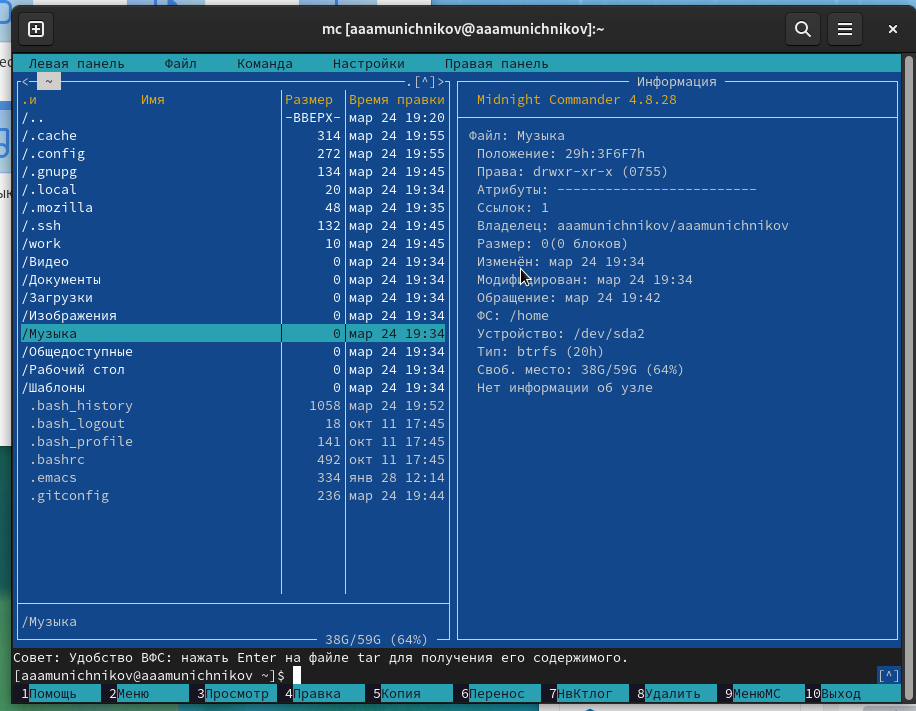 mc [aaamunichnikov@aaamunichnikov]:~
Левая панель Файл Команда Настройки Правая панель
<─ ~ .[^]> Информация
.и Имя Размер Время правки
Midnight Commander 4.8.28
/.. -ВВЕРХ- мар 24 19:20
/.cache 314 мар 24 19:55
Файл: Музыка
/.config 272 мар 24 19:55
Положение: 29h:3F6F7h
/.gnupg 134 мар 24 19:45
Права: drwxr-xr-x (0755)
/.local 20 мар 24 19:34
Атрибуты: -------------------------
/.mozilla 48 мар 24 19:35
Ссылок: 1
/.ssh 132 мар 24 19:45
Владелец: aaamunichnikov/aaamunichnikov
/work 10 мар 24 19:45
Размер: 0(0 блоков)
/Видео 0 мар 24 19:34
Изменён: мар 24 19:34
/Документы 0 мар 24 19:34
Модифицирован: мар 24 19:34
/Загрузки 0 мар 24 19:34
Обращение: мар 24 19:42
/Изображения 0 мар 24 19:34
ФС: /home
/Музыка 0 мар 24 19:34
Устройство: /dev/sda2
/Общедоступные 0 мар 24 19:34
Тип: btrfs (20h)
/Рабочий стол 0 мар 24 19:34
Своб. место: 38G/59G (64%)
/Шаблоны 0 мар 24 19:34
Нет информации об узле
.bash_history 1058 мар 24 19:52
.bash_logout 18 окт 11 17:45
.bash_profile 141 окт 11 17:45
.bashrc 492 окт 11 17:45
.emacs 334 янв 28 12:14
.gitconfig 236 мар 24 19:44
/Музыка
38G/59G (64%)
Совет: Удобство ВФС: нажать Enter на файле tar для получения его содержимого.
[aaamunichnikov@aaamunichnikov ~]$ [^]
1Помощь 2Меню 3Просмотр 4Правка 5Копия 6Перенос 7НвКтлог 8Удалить 9МенюМС 10Выход